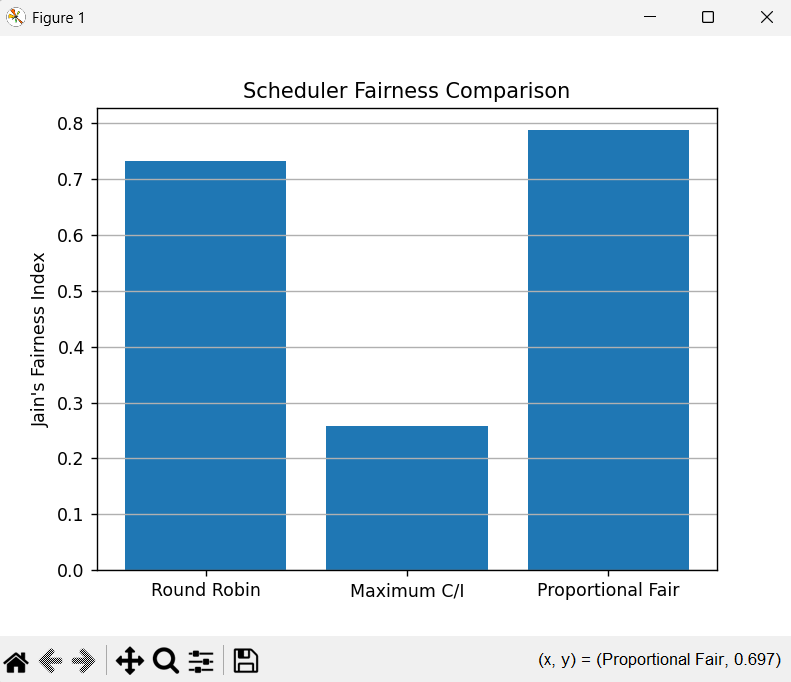 Figure 1
Scheduler Fairness Comparison
0.8
0.7
0.6
0.5
0.4
0.3
0.2
0.1
0.0
Jain's Fairness Index
Round Robin
Maximum C/I
Proportional Fair
(x, y) = (Proportional Fair, 0.697)